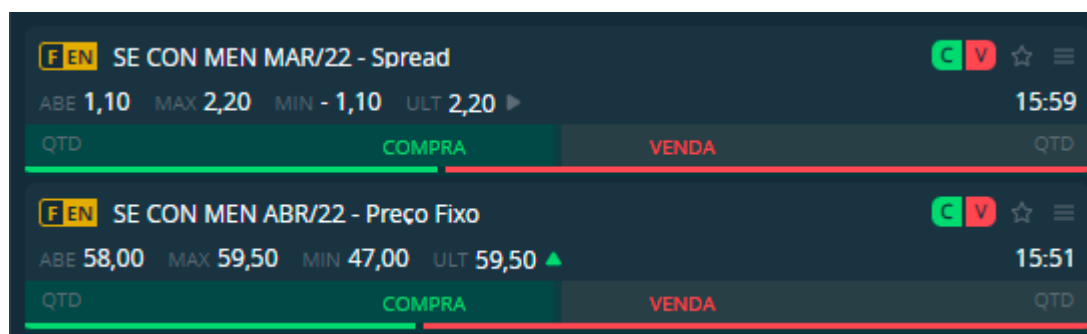 F EN SE CON MEN MAR/22 - Spread C V
ABE 1,10 MAX 2,20 MIN - 1,10 ULT 2,20 15:59
QTD COMPRA VENDA QTD
F EN SE CON MEN ABR/22 - Preço Fixo C V
ABE 58,00 MAX 59,50 MIN 47,00 ULT 59,50 15:51
QTD COMPRA VENDA QTD